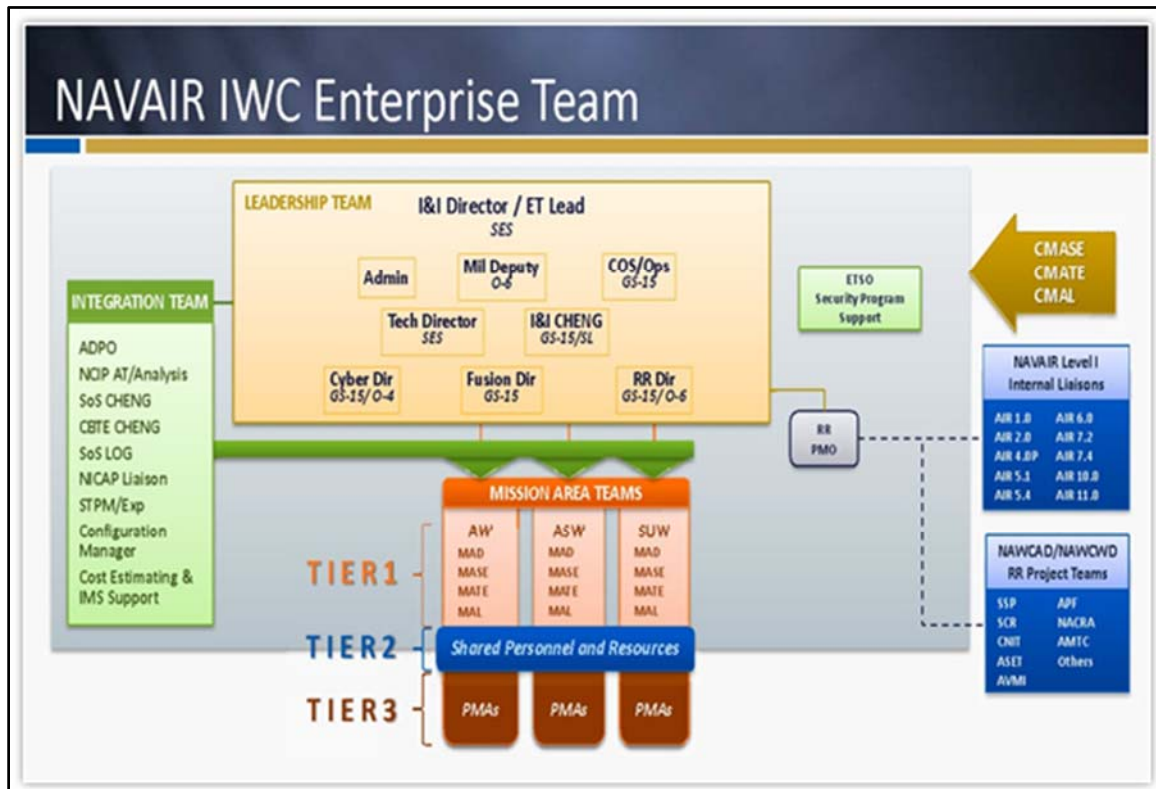 NAVAIR IWC Enterprise Team
LEADERSHIP TEAM
I&I Director / ET Lead
SES
Admin
Mil Deputy
O-6
COS/Ops
GS-15
Tech Director
SES
I&I CHENG
GS-15/SL
Cyber Dir
GS-15/O-4
Fusion Dir
GS-15
RR Dir
GS-15/O-6
INTEGRATION TEAM
ADPO
NCIP AT/Analysis
SoS CHENG
CBTE CHENG
SoS LOG
NICAP Liaison
STPM/Exp
Configuration
Manager
Cost Estimating &
IMS Support
ETSO
Security Program
Support
CMASE
CMATE
CMAL
RR
PMO
NAVAIR Level I
Internal Liaisons
AIR 1.0 AIR 6.0
AIR 2.0 AIR 7.2
AIR 4.0P AIR 7.4
AIR 5.1 AIR 10.0
AIR 5.4 AIR 11.0
NAWCAD/NAWCWD
RR Project Teams
SSP APF
SCR NACRA
CNIT AMTC
ASET Others
AVMI
MISSION AREA TEAMS
TIER1
AW ASW SUW
MAD MAD MAD
MASE MASE MASE
MATE MATE MATE
MAL MAL MAL
TIER2
Shared Personnel and Resources
TIER3
PMAs PMAs PMAs